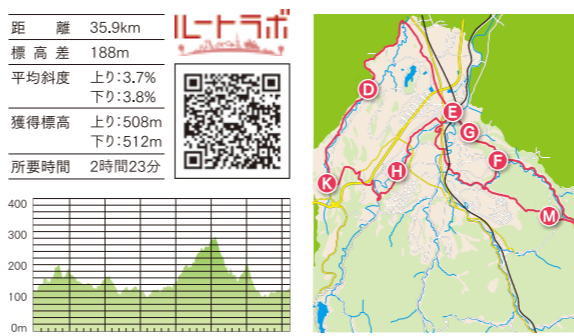 距離 35.9km
標高差 188m
平均斜度 上り:3.7%
下り:3.8%
獲得標高 上り:508m
下り:512m
所要時間 2時間23分
ルートラボ
400
300
200
100
0m
D
E
G
F
H
K
M